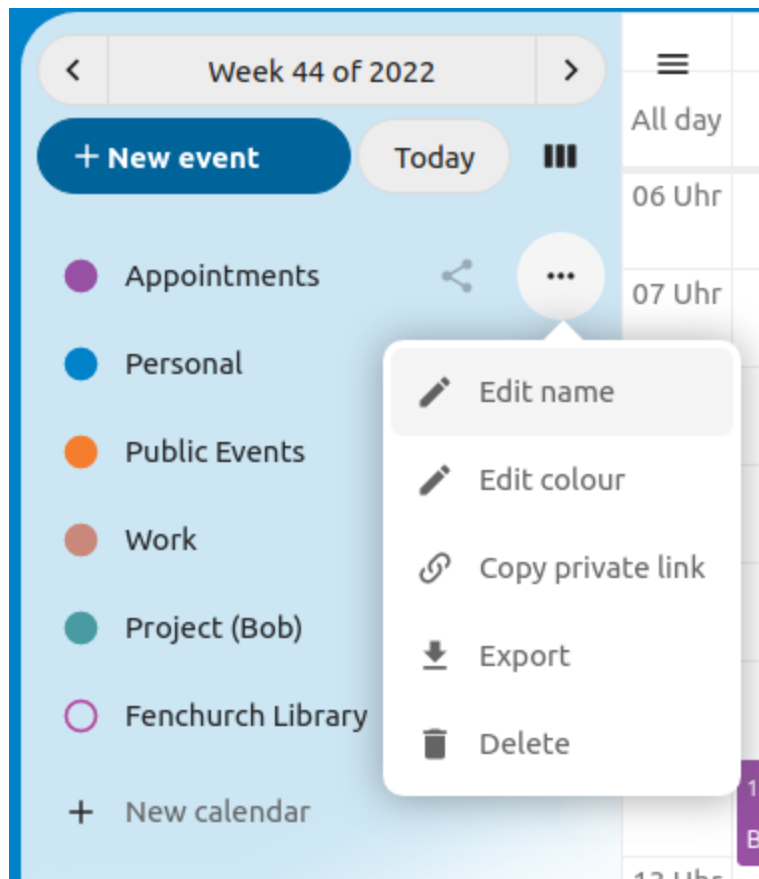 Week 44 of 2022
+ New event
Today
All day
06 Uhr
Appointments
07 Uhr
Personal
Edit name
Public Events
Edit colour
Work
Copy private link
Project (Bob)
Export
Fenchurch Library
Delete
+ New calendar
1
B